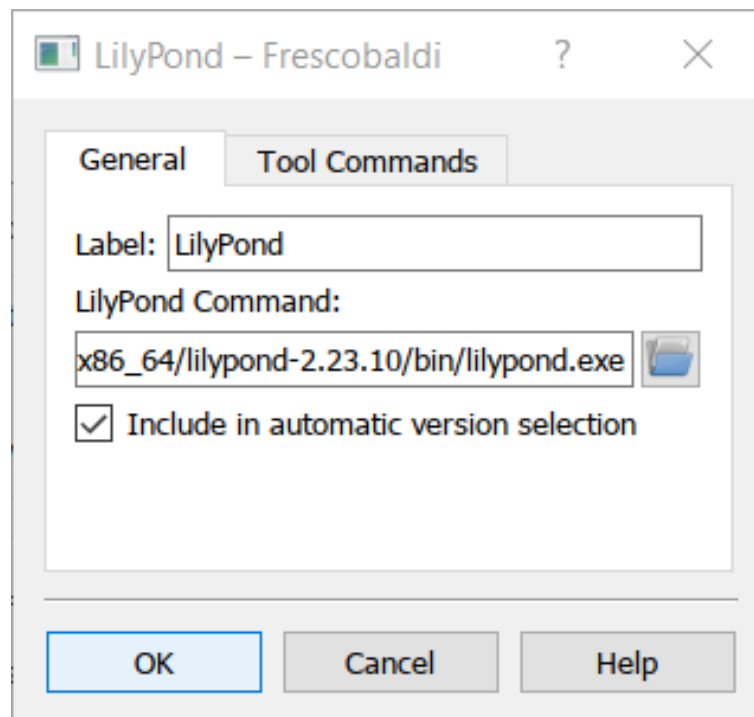 LilyPond – Frescobaldi ?
General Tool Commands
Label: LilyPond
LilyPond Command:
x86_64/lilypond-2.23.10/bin/lilypond.exe
Include in automatic version selection
OK Cancel Help